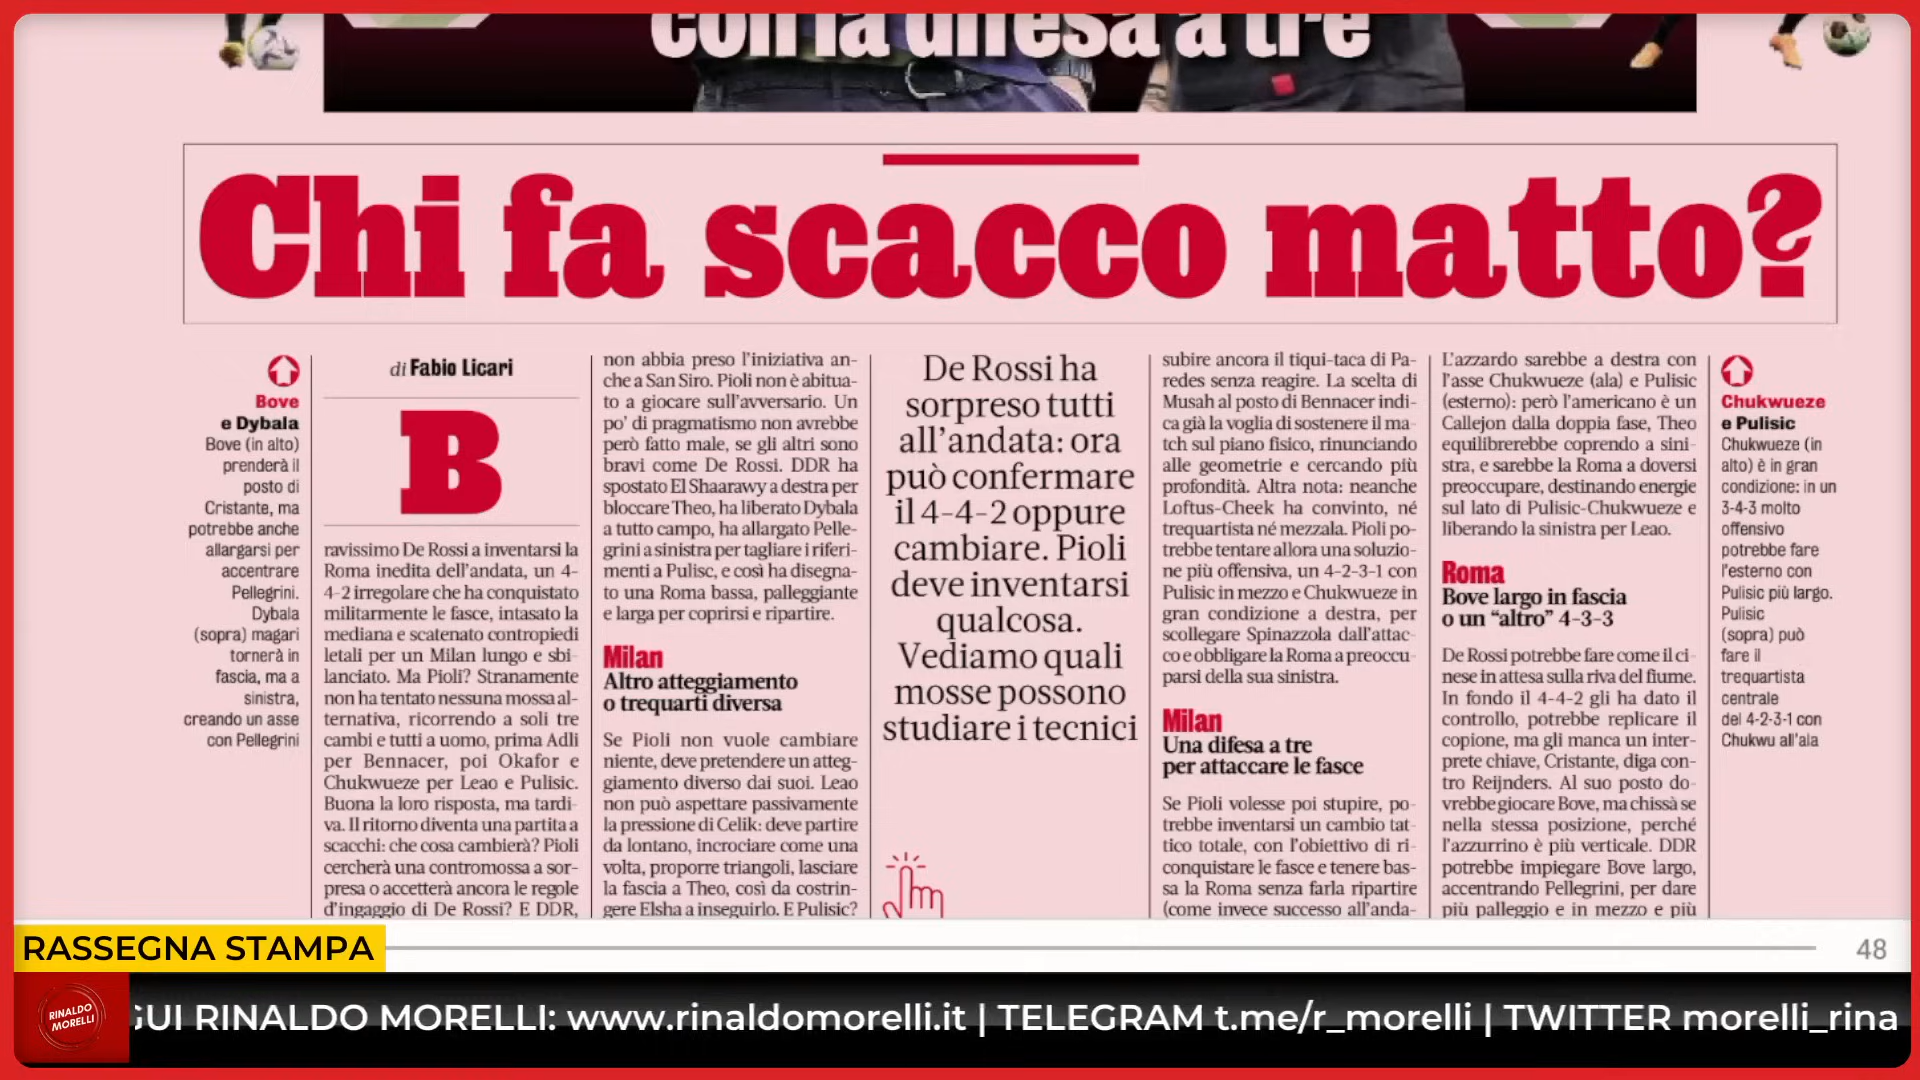 con la difesa a tre
Chi fa scacco matto?
Bove
e Dybala
Bove (in alto)
prenderà il
posto di
Cristante, ma
potrebbe anche
allargarsi per
accentrare
Pellegrini.
Dybala
(sopra) magari
tornerà in
fascia, ma a
sinistra,
creando un asse
con Pellegrini
di Fabio Licari
B
ravissimo De Rossi a inventarsi la
Roma inedita dell'andata, un 4-
4-2 irregolare che ha conquistato
militarmente le fasce, intasato la
mediana e scatenato contropiedi
letali per un Milan lungo e sbi-
lanciato. Ma Pioli? Stranamente
non ha tentato nessuna mossa al-
ternativa, ricorrendo a soli tre
cambi e tutti a uomo, prima Adli
per Bennacer, poi Okafor e
Chukwueze per Leao e Pulisic.
Buona la loro risposta, ma tardi-
va. Il ritorno diventa una partita a
scacchi: che cosa cambierà? Pioli
cercherà una contromossa a sor-
presa o accetterà ancora le regole
d'ingaggio di De Rossi? E DDR,
non abbia preso l'iniziativa an-
che a San Siro. Pioli non è abitua-
to a giocare sull'avversario. Un
po' di pragmatismo non avrebbe
però fatto male, se gli altri sono
bravi come De Rossi. DDR ha
spostato El Shaarawy a destra per
bloccare Theo, ha liberato Dybala
a tutto campo, ha allargato Pelle-
grini a sinistra per tagliare i riferi-
menti a Pulisc, e così ha disegna-
to una Roma bassa, palleggiante
e larga per coprirsi e ripartire.
Milan
Altro atteggiamento
o trequarti diversa
Se Pioli non vuole cambiare
niente, deve pretendere un atteg-
giamento diverso dai suoi. Leao
non può aspettare passivamente
la pressione di Celik: deve partire
da lontano, incrociare come una
volta, proporre triangoli, lasciare
la fascia a Theo, così da costrin-
gere Elsha a inseguirlo. E Pulisic?
De Rossi ha
sorpreso tutti
all'andata: ora
può confermare
il 4-4-2 oppure
cambiare. Pioli
deve inventarsi
qualcosa.
Vediamo quali
mosse possono
studiare i tecnici
subire ancora il tiqui-taca di Pa-
redes senza reagire. La scelta di
Musah al posto di Bennacer indi-
ca già la voglia di sostenere il ma-
tch sul piano fisico, rinunciando
alle geometrie e cercando più
profondità. Altra nota: neanche
Loftus-Cheek ha convinto, né
trequartista né mezzala. Pioli po-
trebbe tentare allora una soluzio-
ne più offensiva, un 4-2-3-1 con
Pulisic in mezzo e Chukwueze in
gran condizione a destra, per
scollegare Spinazzola dall'attac-
co e obbligare la Roma a preoccu-
parsi della sua sinistra.
Milan
Una difesa a tre
per attaccare le fasce
Se Pioli volesse poi stupire, po-
trebbe inventarsi un cambio tat-
tico totale, con l'obiettivo di ri-
conquistare le fasce e tenere bas-
sa la Roma senza farla ripartire
(come invece successo all'anda-
L'azzardo sarebbe a destra con
l'asse Chukwueze (ala) e Pulisic
(esterno): però l'americano è un
Callejon dalla doppia fase, Theo
equilibrerebbe coprendo a sini-
stra, e sarebbe la Roma a doversi
preoccupare, destinando energie
sul lato di Pulisic-Chukwueze e
liberando la sinistra per Leao.
Roma
Bove largo in fascia
o un “altro” 4-3-3
De Rossi potrebbe fare come il ci-
nese in attesa sulla riva del fiume.
In fondo il 4-4-2 gli ha dato il
controllo, potrebbe replicare il
copione, ma gli manca un inter-
prete chiave, Cristante, diga con-
tro Reijnders. Al suo posto do-
vrebbe giocare Bove, ma chissà se
nella stessa posizione, perché
l'azzurrino è più verticale. DDR
potrebbe impiegare Bove largo,
accentrando Pellegrini, per dare
più palleggio e in mezzo e più
Chukwueze
e Pulisic
Chukwueze (in
alto) è in gran
condizione: in un
3-4-3 molto
offensivo
potrebbe fare
l'esterno con
Pulisic più largo.
Pulisic
(sopra) può
fare il
trequartista
centrale
del 4-2-3-1 con
Chukwu all'ala
48
RASSEGNA STAMPA
RINALDO
MORELLI
GUI RINALDO MORELLI: www.rinaldomorelli.it | TELEGRAM t.me/r_morelli | TWITTER morelli_rina